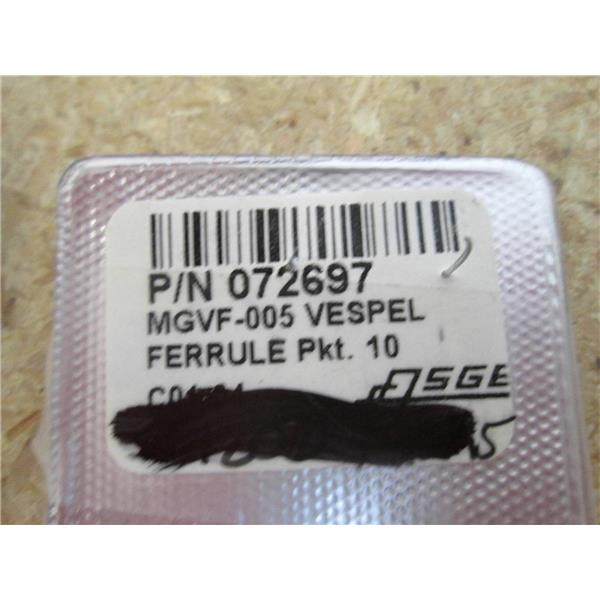 P/N 072697
MGVF-005 VESPEL
FERRULE Pkt. 10
SGE